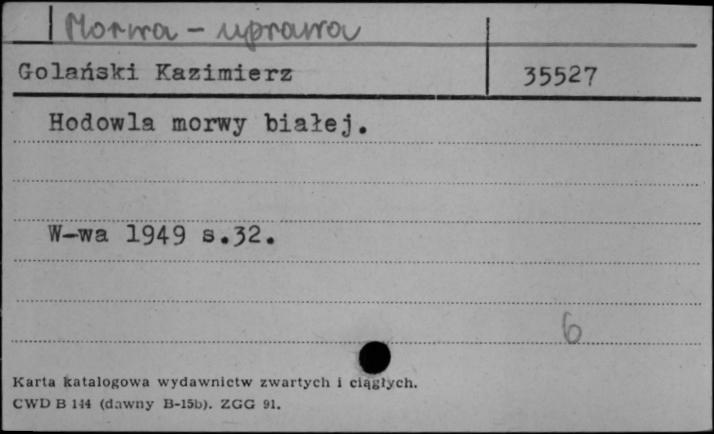 Morwa - uprawa
Golański Kazimierz 35527
Hodowla morwy białej.
W-wa 1949 s.32.
6
Karta katalogowa wydawnictw zwartych i ciągłych.
CWD B 144 (dawny B-15b). ZGG 91.